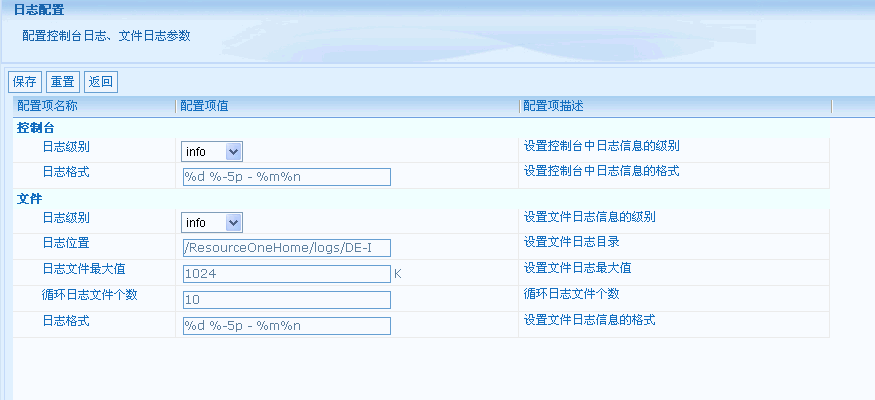 日志配置
配置控制台日志、文件日志参数
保存 重置 返回
配置项名称 配置项值 配置项描述
控制台
日志级别 info 设置控制台中日志信息的级别
日志格式 %d %-5p - %m%n 设置控制台中日志信息的格式
文件
日志级别 info 设置文件日志信息的级别
日志位置 /ResourceOneHome/logs/DE-I 设置文件日志目录
日志文件最大值 1024 K 设置文件日志最大值
循环日志文件个数 10 循环日志文件个数
日志格式 %d %-5p - %m%n 设置文件日志信息的格式